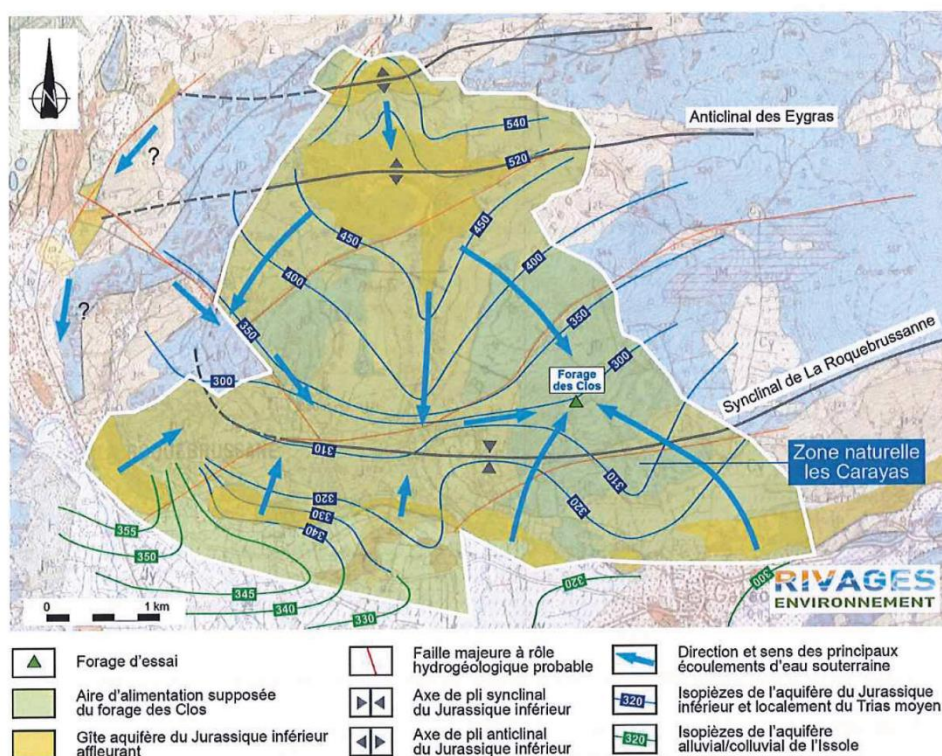 N
540
Anticlinal des Eygras
520
?
450
450
400
400
?
350
350
300
300
Forage
des Clos
Synclinal de La Roquebrussanne
310
310
Zone naturelle
les Carayas
320
320
330
340
355
350
345
340
330
320
300
RIVAGES
ENVIRONNEMENT
0 1 km
Forage d'essai
Faille majeure à rôle
hydrogéologique probable
Direction et sens des principaux
écoulements d'eau souterraine
Aire d'alimentation supposée
du forage des Clos
Axe de pli synclinal
du Jurassique inférieur
320
Isopièzes de l'aquifère du Jurassique
inférieur et localement du Trias moyen
Gîte aquifère du Jurassique inférieur
affleurant
Axe de pli anticlinal
du Jurassique inférieur
320
Isopièzes de l'aquifère
alluvial/colluvial de l'Issole